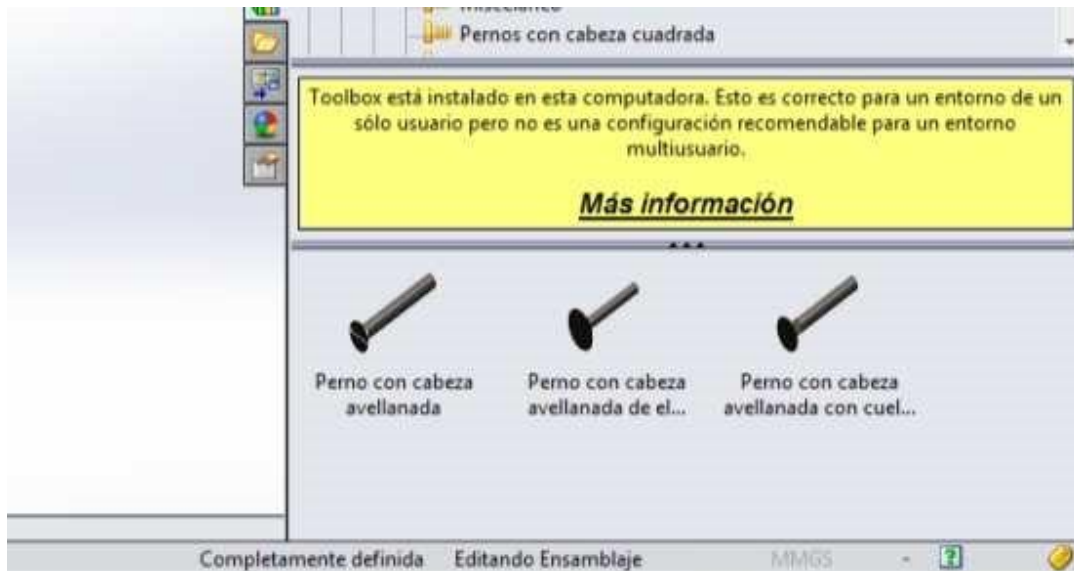 Misceláneo
Pernos con cabeza cuadrada
Toolbox está instalado en esta computadora. Esto es correcto para un entorno de un
sólo usuario pero no es una configuración recomendable para un entorno
multiusuario.
Más información
Perno con cabeza
avellanada
Perno con cabeza
avellanada de el...
Perno con cabeza
avellanada con cuel...
Completamente definida
Editando Ensamblaje
MMGS